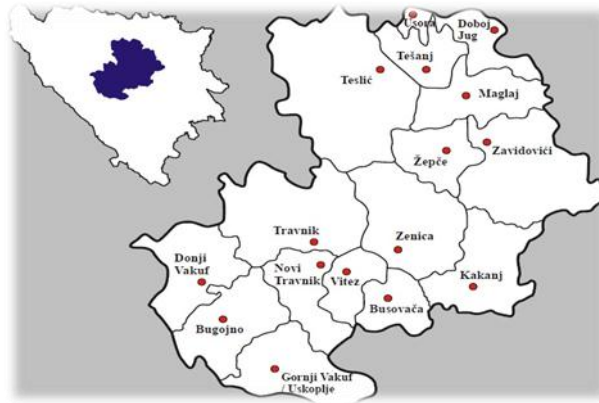 Usora
Doboj
Jug
Tešanj
Teslić
Maglaj
Žepče
Zavidovići
Travnik
Zenica
Donji
Vakuf
Novi
Travnik
Vitez
Kakanj
Busovača
Bugojno
Gornji Vakuf
/ Uskoplje